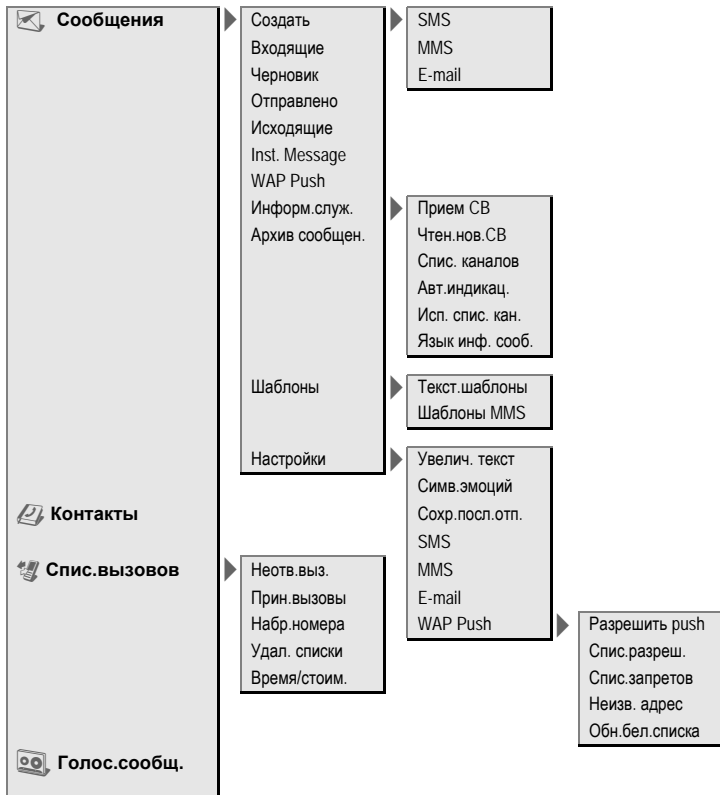 Сообщения
Создать
Входящие
Черновик
Отправлено
Исходящие
Inst. Message
WAP Push
Информ.служ.
Архив сообщен.
Шаблоны
Настройки
SMS
MMS
E-mail
Прием СВ
Чтен.нов.СВ
Спис. каналов
Авт.индикац.
Исп. спис. кан.
Язык инф. сооб.
Текст.шаблоны
Шаблоны MMS
Увелич. текст
Симв.эмоций
Сохр.посл.отп.
SMS
MMS
E-mail
WAP Push
Разрешить push
Спис.разреш.
Спис.запретов
Неизв. адрес
Обн.бел.списка
Контакты
Спис.вызовов
Неотв.выз.
Прин.вызовы
Набр.номера
Удал. списки
Время/стоим.
Голос.сообщ.